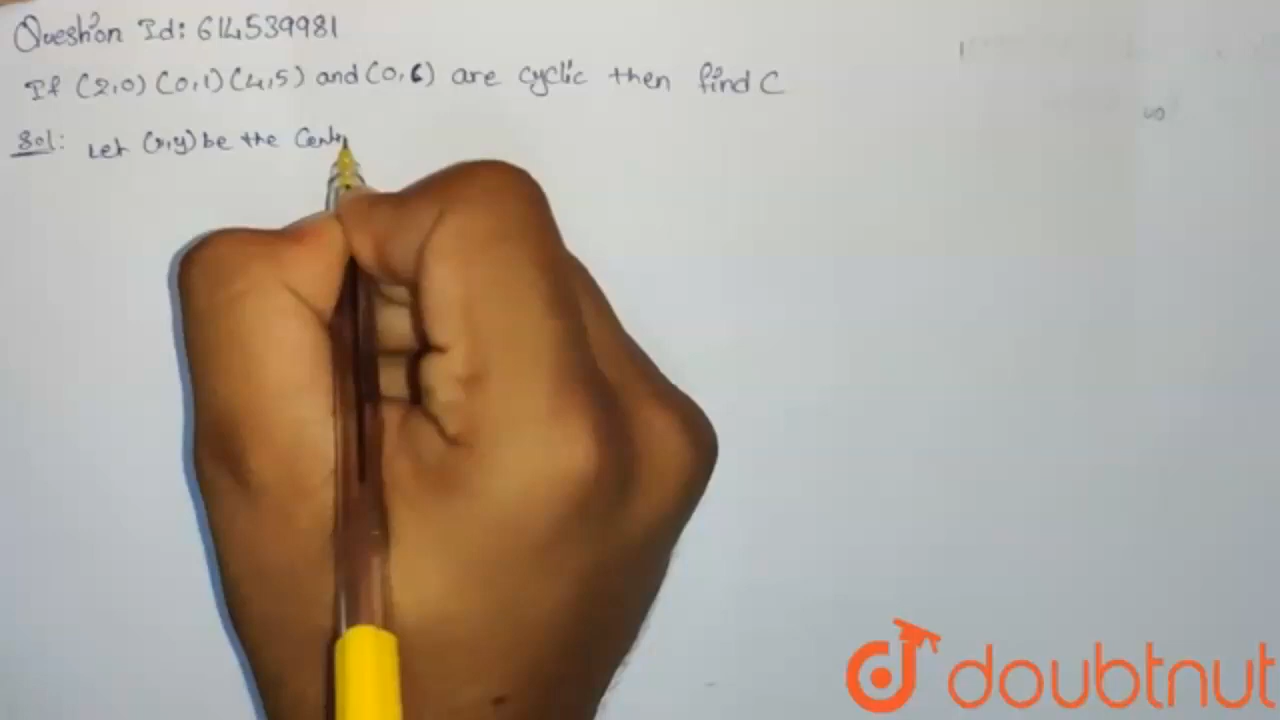 Question Id: 614539981
If (2,0) (0,1) (4,5) and (0,c) are cyclic then find C
Sol: Let (x,y) be the Cent
doubtnut